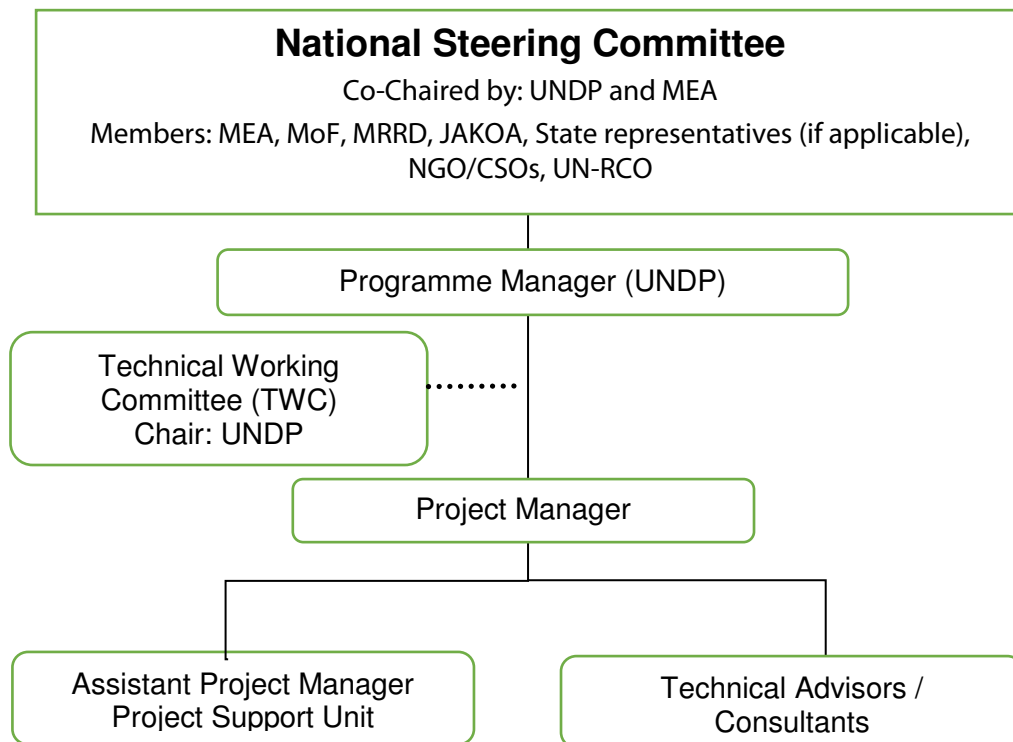 National Steering Committee
Co-Chaired by: UNDP and MEA
Members: MEA, MoF, MRRD, JAKOA, State representatives (if applicable),
NGO/CSOs, UN-RCO
Programme Manager (UNDP)
Technical Working
Committee (TWC)
Chair: UNDP
Project Manager
Assistant Project Manager
Project Support Unit
Technical Advisors /
Consultants